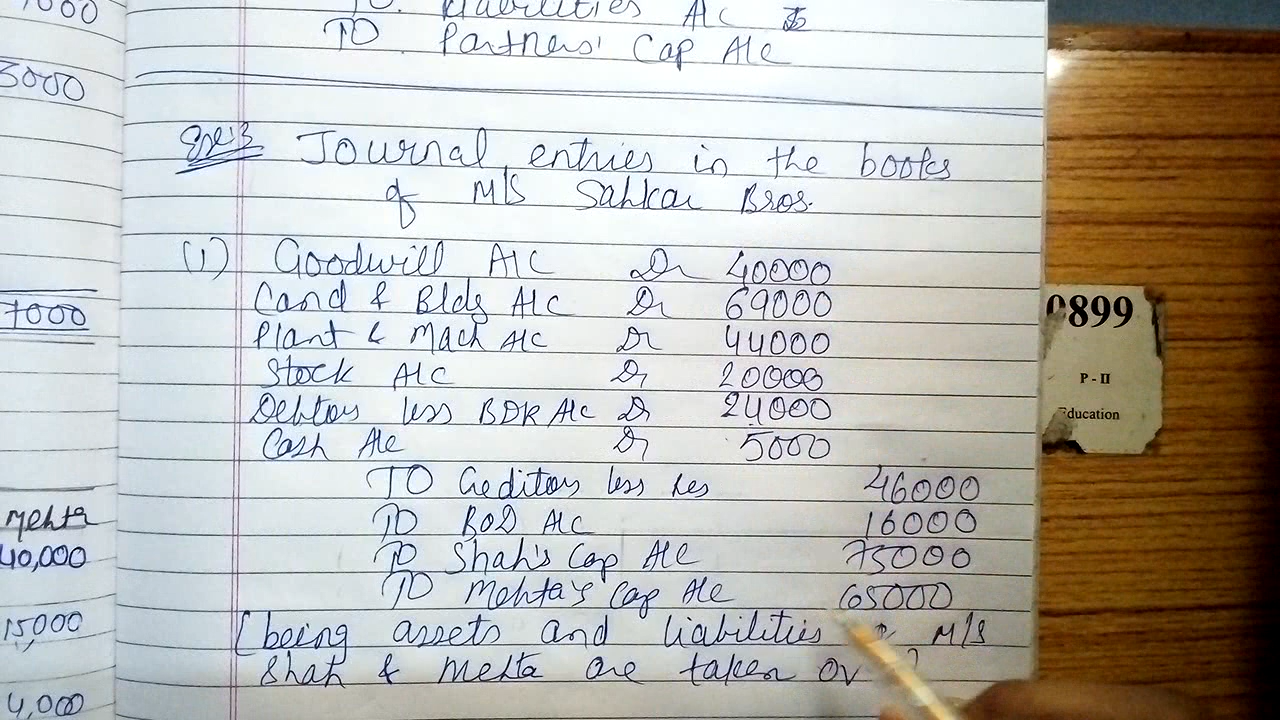 TO. Liabilities A/c
TO. Partners' Cap A/c
3000
Journal entries in the books
of M/S Sahkar Bros.
(1) Goodwill A/C Dr 40000
Land & Bldg A/C Dr 69000
7000
Plant & Mach A/C Dr 44000
Stock A/C Dr 20000
Debtors less BDR A/c Dr 24000
Cash A/c Dr 5000
TO Creditors less Res 46000
Mehta
TO BOD A/C 16000
40,000
TO Shah's Cap A/C 75000
TO Mehta's Cap A/c 65000
15,000
[being assets and liabilities M/S
Shah & Mehta are taken ov
4,000
0899
P - II
Education